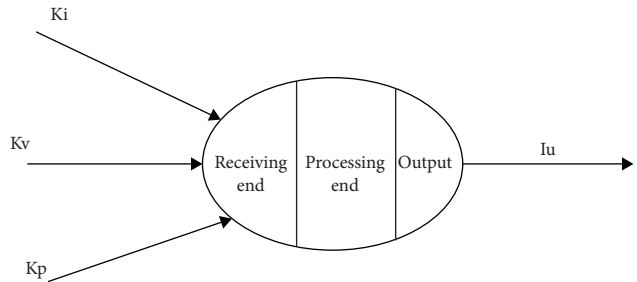 Ki
Kv
Receiving
end
Processing
end
Output
Iu
Kp